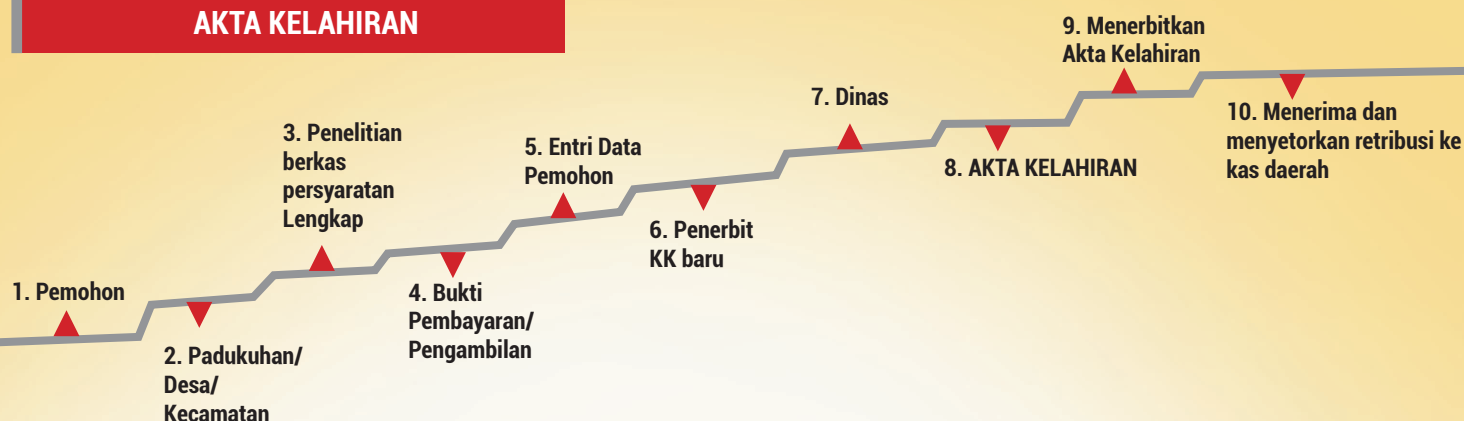 AKTA KELAHIRAN
1. Pemohon
2. Padukuhan/
Desa/
Kecamatan
3. Penelitian
berkas
persyaratan
Lengkap
4. Bukti
Pembayaran/
Pengambilan
5. Entri Data
Pemohon
6. Penerbit
KK baru
7. Dinas
8. AKTA KELAHIRAN
9. Menerbitkan
Akta Kelahiran
10. Menerima dan
menyetorkan retribusi ke
kas daerah